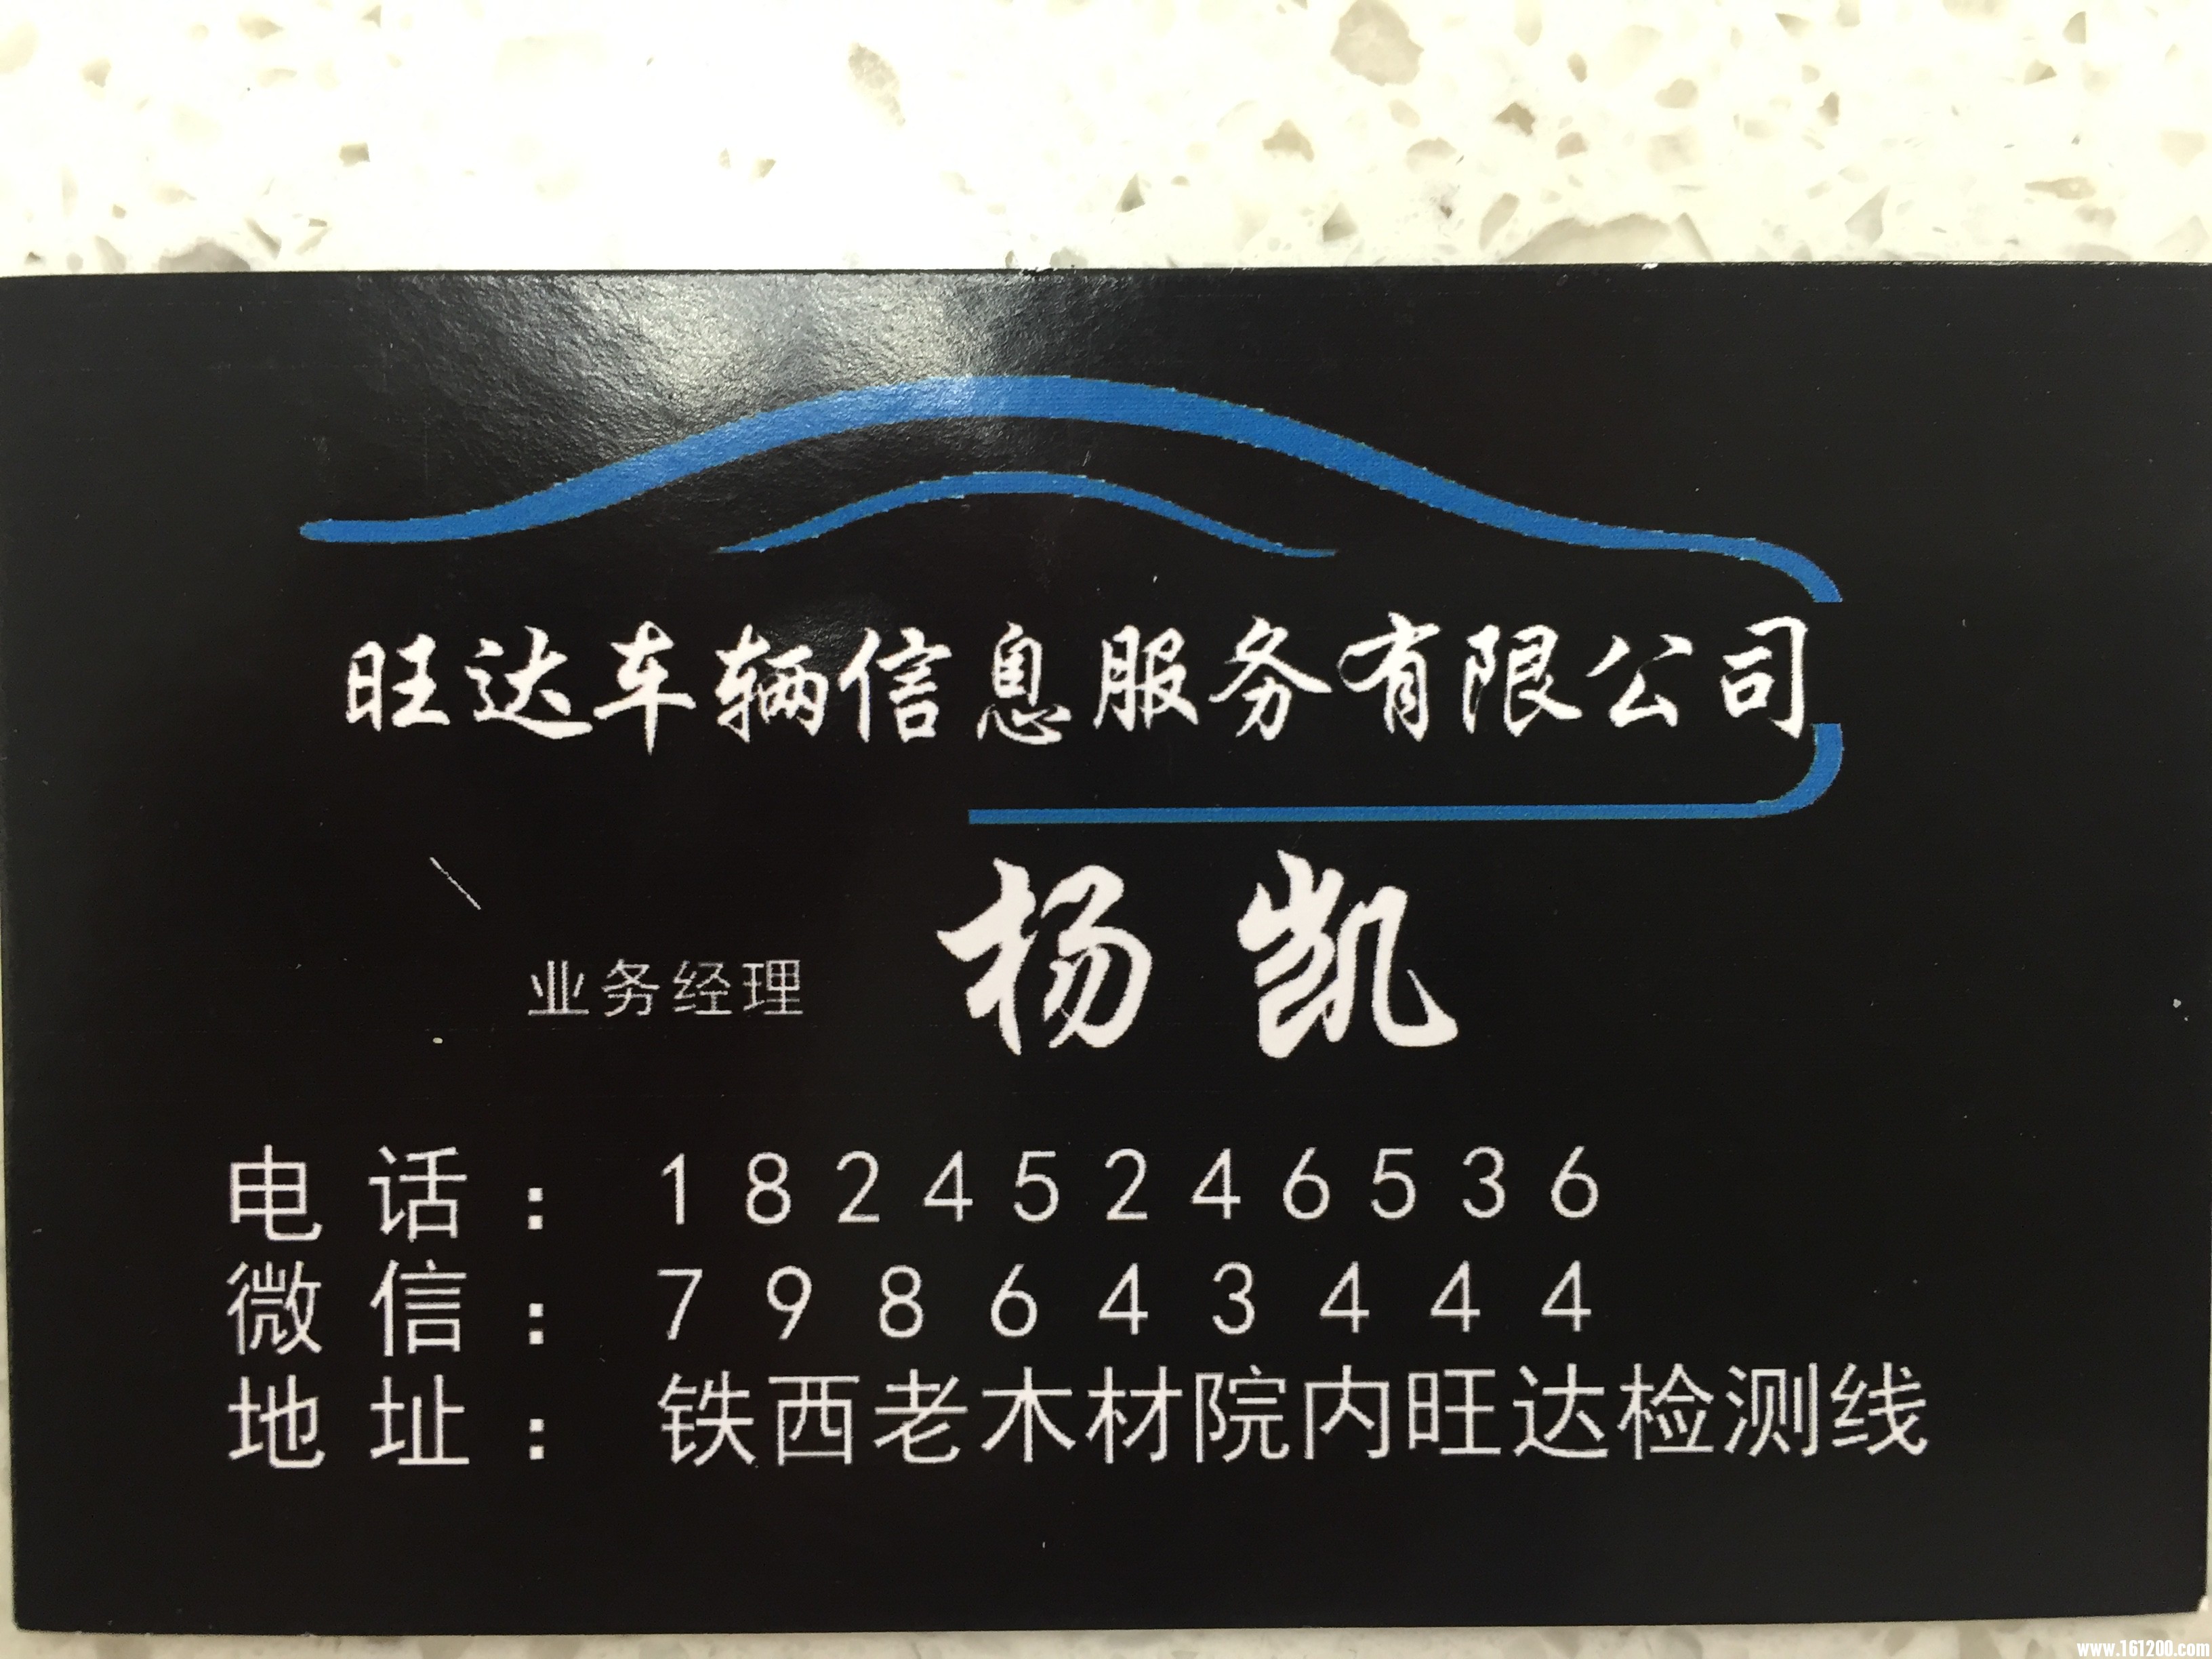 旺达车辆信息服务有限公司
业务经理 杨凯
电话： 18245246536
微信： 798643444
地址： 铁西老木材院内旺达检测线
www.161200.com